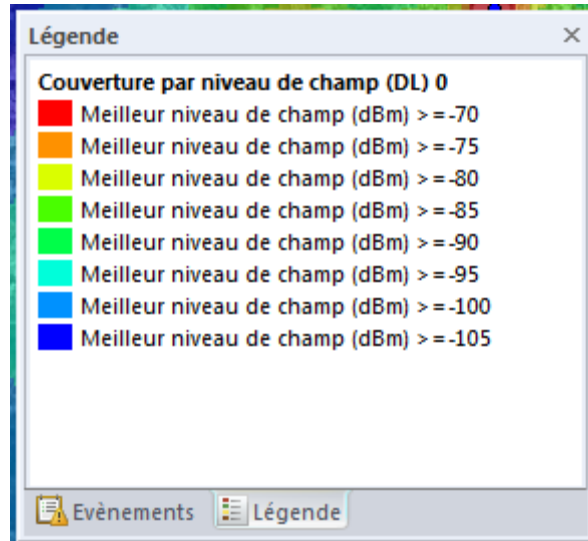 Légende
Couverture par niveau de champ (DL) 0
Meilleur niveau de champ (dBm) >=-70
Meilleur niveau de champ (dBm) >=-75
Meilleur niveau de champ (dBm) >=-80
Meilleur niveau de champ (dBm) >=-85
Meilleur niveau de champ (dBm) >=-90
Meilleur niveau de champ (dBm) >=-95
Meilleur niveau de champ (dBm) >=-100
Meilleur niveau de champ (dBm) >=-105
Evènements Légende